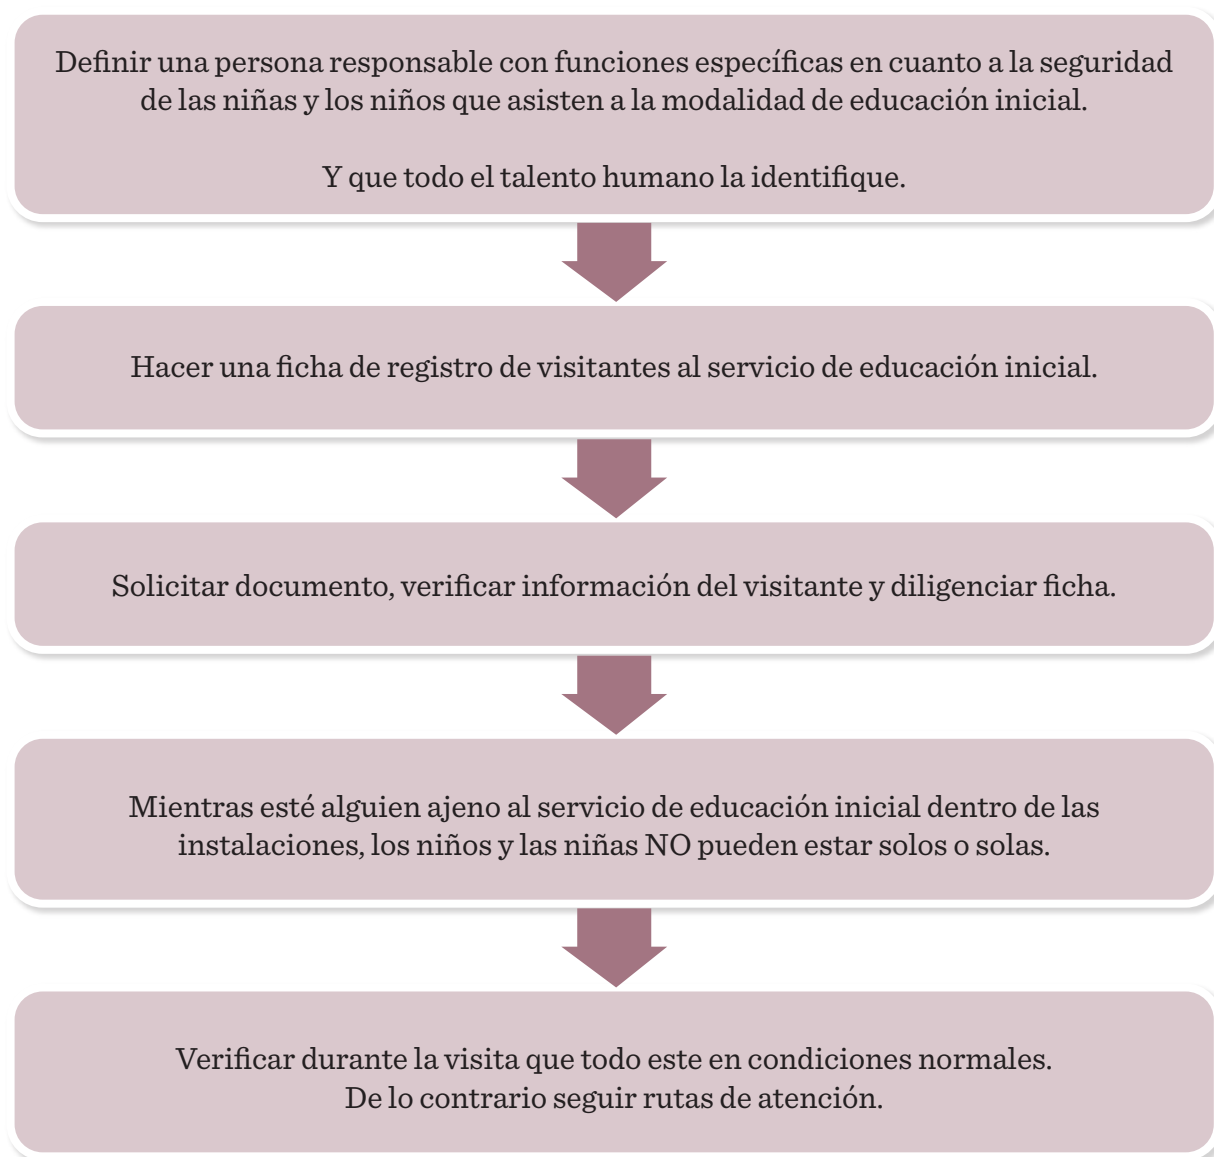 Definir una persona responsable con funciones específicas en cuanto a la seguridad
de las niñas y los niños que asisten a la modalidad de educación inicial.
Y que todo el talento humano la identifique.
Hacer una ficha de registro de visitantes al servicio de educación inicial.
Solicitar documento, verificar información del visitante y diligenciar ficha.
Mientras esté alguien ajeno al servicio de educación inicial dentro de las
instalaciones, los niños y las niñas NO pueden estar solos o solas.
Verificar durante la visita que todo este en condiciones normales.
De lo contrario seguir rutas de atención.